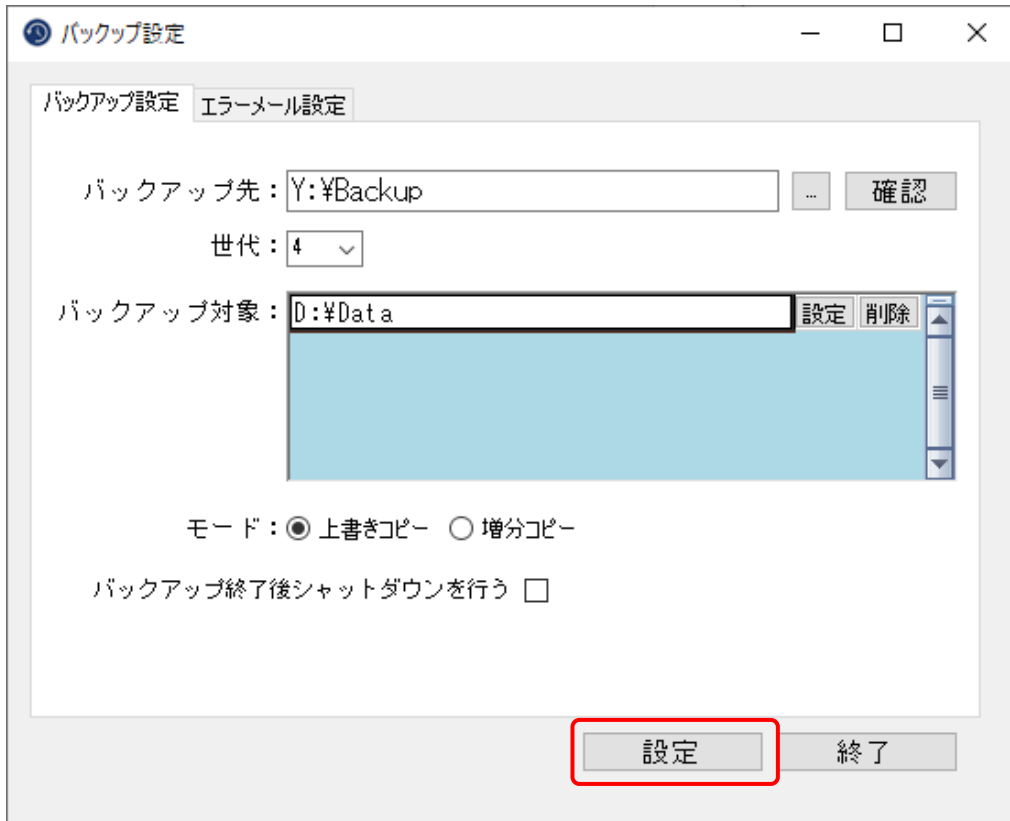 バックップ設定
バックアップ設定 エラーメール設定
バックアップ先： Y:¥Backup ... 確認
世代： 4
バックアップ対象： D:¥Data 設定 削除
モード： 上書きコピー 増分コピー
バックアップ終了後シャットダウンを行う
設定 終了